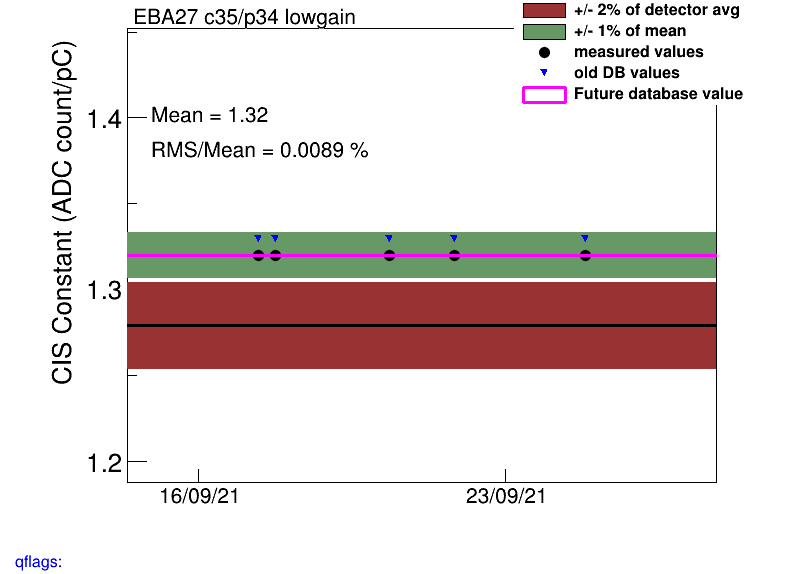 EBA27 c35/p34 lowgain
+/- 2% of detector avg
+/- 1% of mean
measured values
old DB values
Future database value
CIS Constant (ADC count/pC)
Mean = 1.32
RMS/Mean = 0.0089 %
1.4
1.3
1.2
16/09/21 23/09/21
qflags: